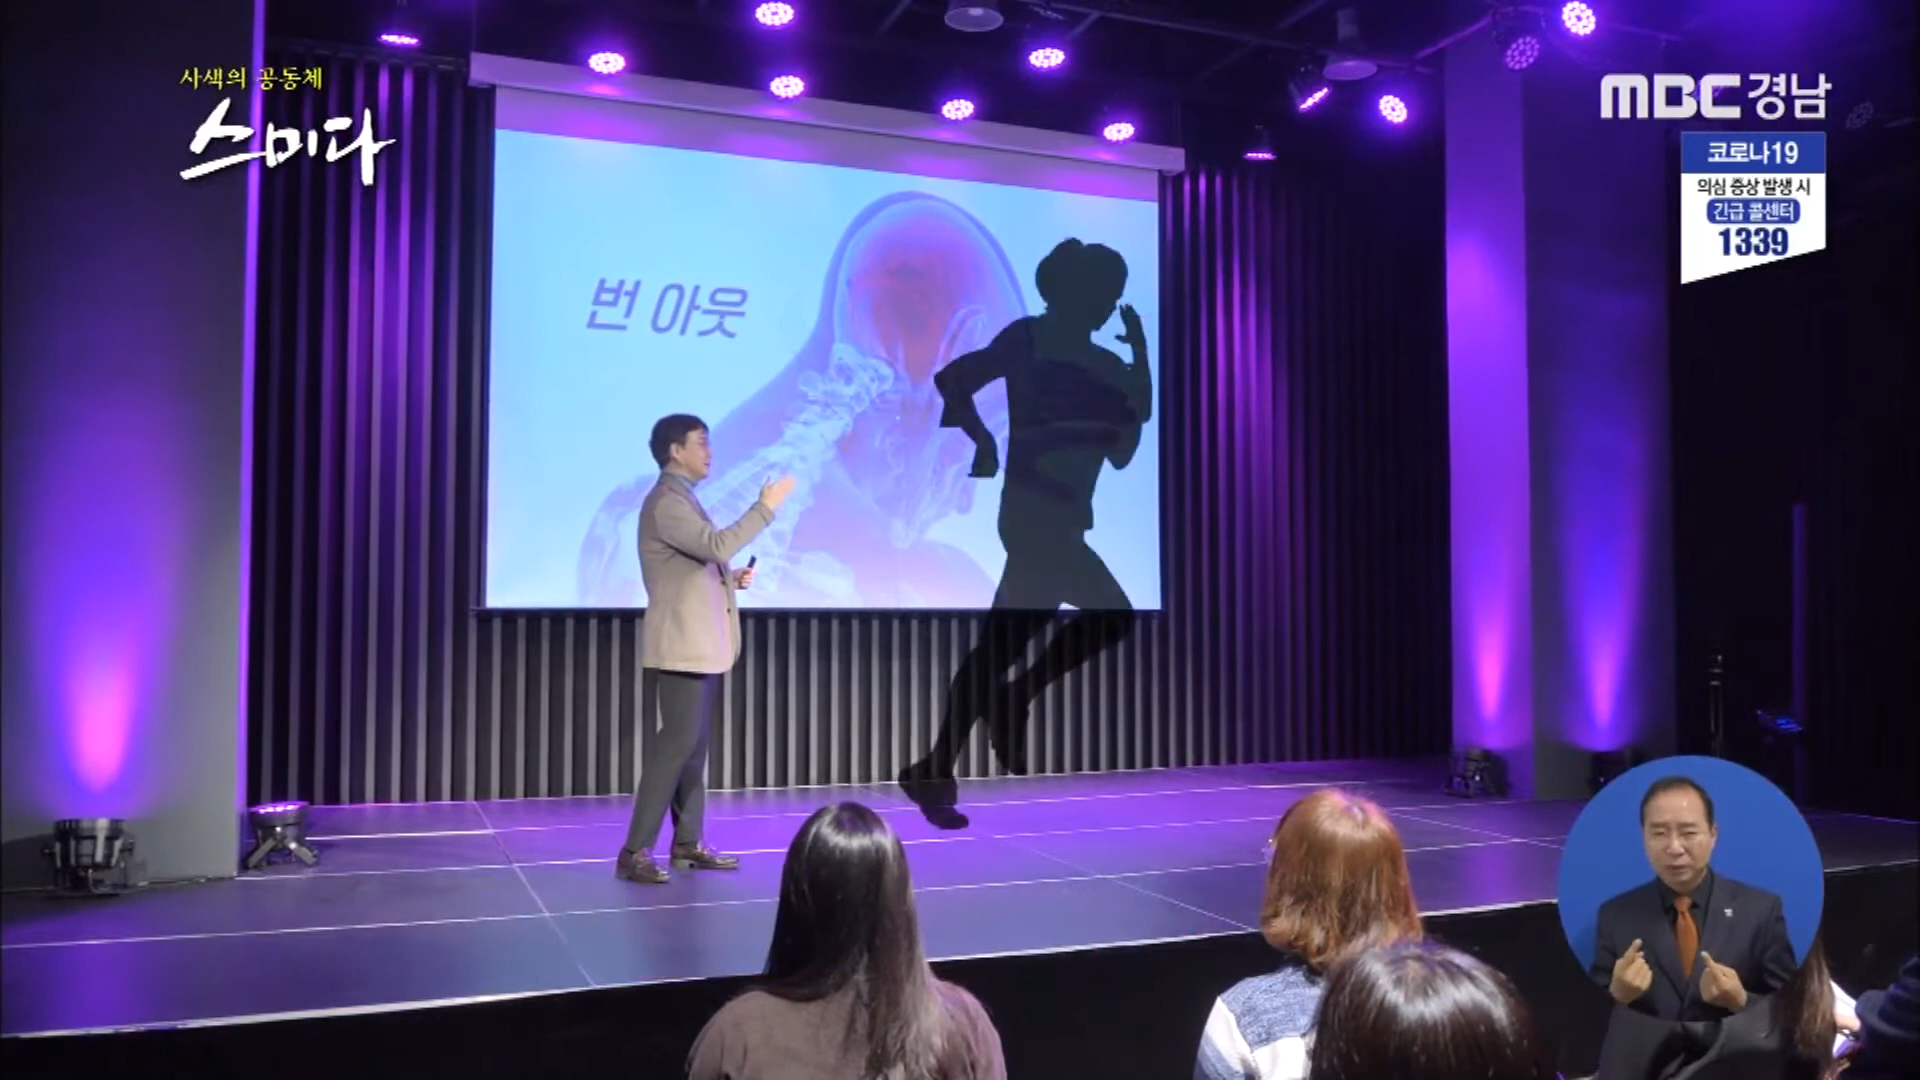 사색의 공동체
스미다
MBC경남
코로나19
의심 증상 발생 시
긴급 콜센터
1339
번 아웃